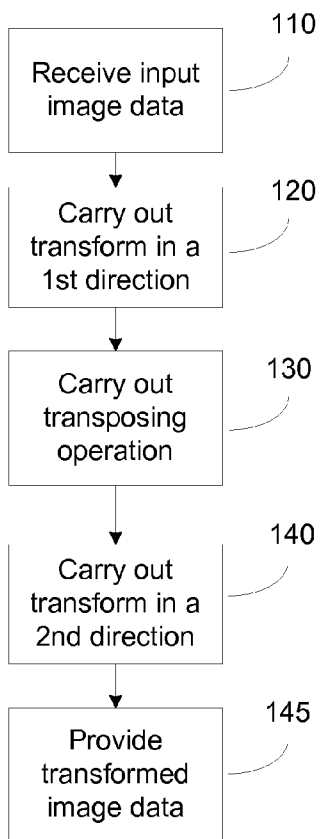 110
Receive input
image data
120
Carry out
transform in a
1st direction
130
Carry out
transposing
operation
140
Carry out
transform in a
2nd direction
145
Provide
transformed
image data